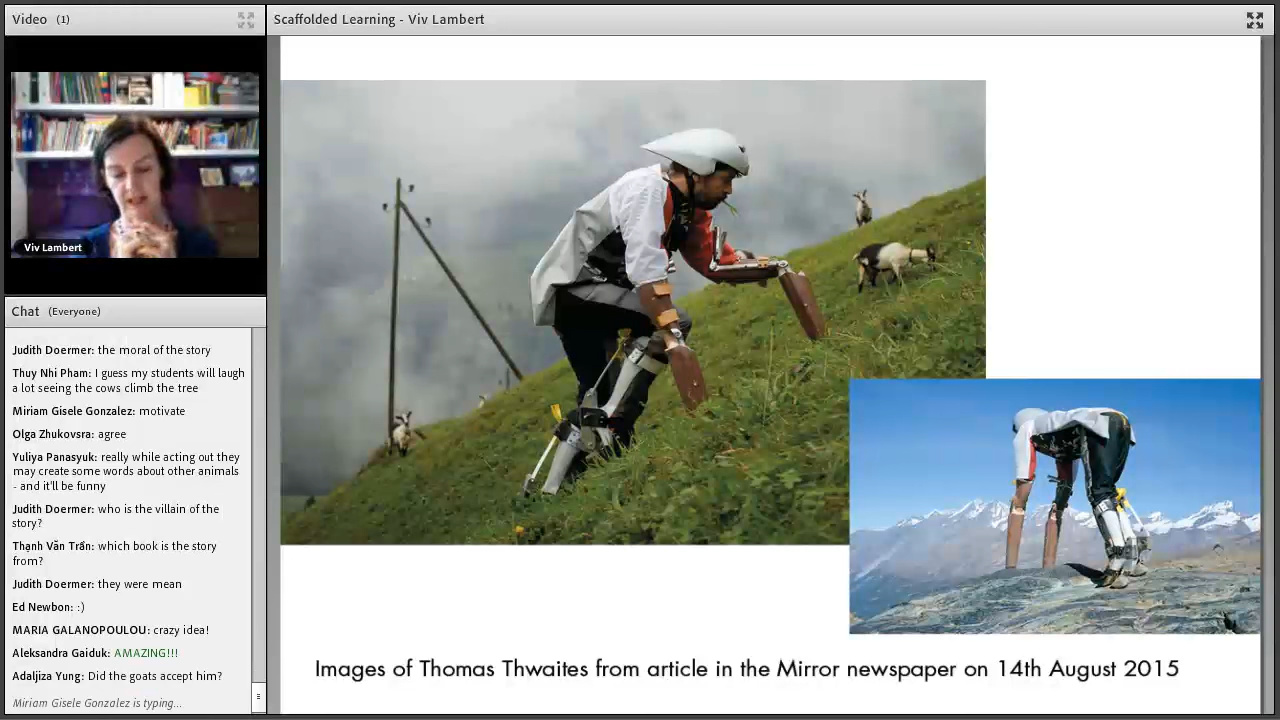 Video (1)
Scaffolded Learning - Viv Lambert
Viv Lambert
Chat (Everyone)
Judith Doermer: the moral of the story
Thuy Nhi Pham: I guess my students will laugh
a lot seeing the cows climb the tree
Miriam Gisele Gonzalez: motivate
Olga Zhukovsra: agree
Yuliya Panasyuk: really while acting out they
may create some words about other animals
- and it'll be funny
Judith Doermer: who is the villain of the
story?
Thạnh Văn Trần: which book is the story
from?
Judith Doermer: they were mean
Ed Newbon: :)
MARIA GALANOPOULOU: crazy idea!
Aleksandra Gaiduk: AMAZING!!!
Adaljiza Yung: Did the goats accept him?
Miriam Gisele Gonzalez is typing...
Images of Thomas Thwaites from article in the Mirror newspaper on 14th August 2015